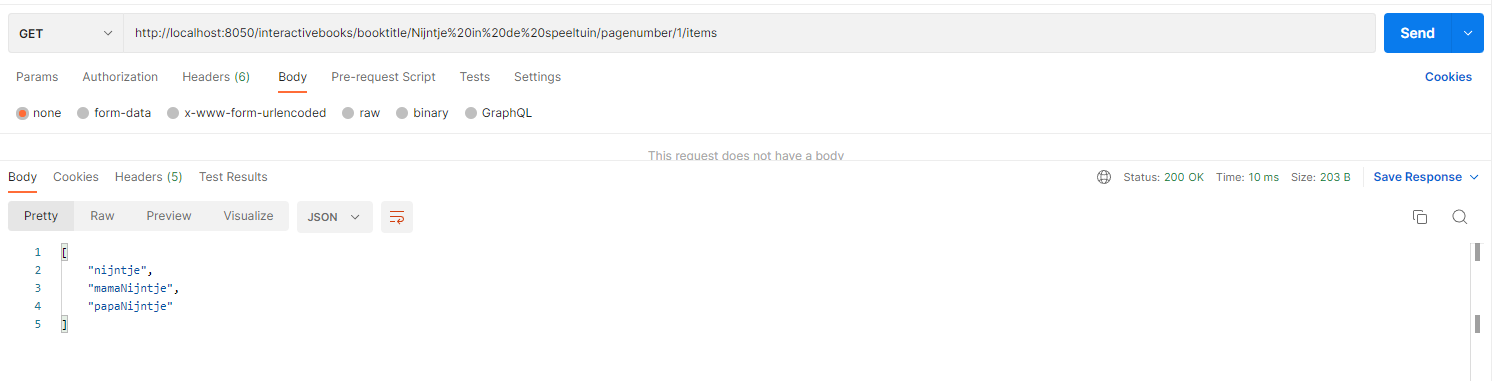 GET http://localhost:8050/interactivebooks/booktitle/Nijntje%20in%20de%20speeltuin/pagenumber/1/items Send
Params Authorization Headers (6) Body Pre-request Script Tests Settings Cookies
none form-data x-www-form-urlencoded raw binary GraphQL
This request does not have a body
Body Cookies Headers (5) Test Results Status: 200 OK Time: 10 ms Size: 203 B Save Response
Pretty Raw Preview Visualize JSON
1 [
2 "nijntje",
3 "mamaNijntje",
4 "papaNijntje"
5 ]